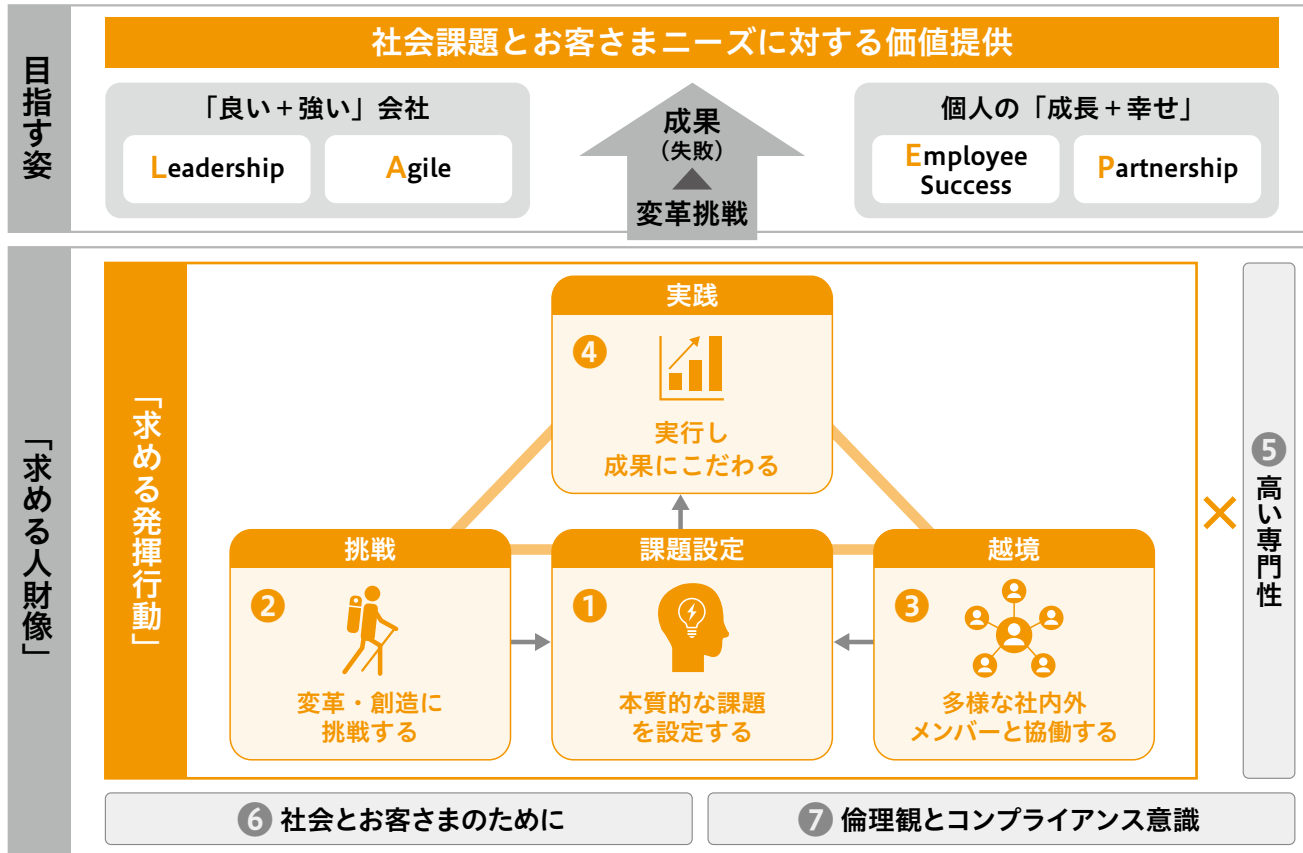 目指す姿
社会課題とお客さまニーズに対する価値提供
「良い+強い」会社
Leadership
Agile
成果
(失敗)
変革挑戦
個人の「成長+幸せ」
Employee
Success
Partnership
「求める人財像」
「求める発揮行動」
実践
4
実行し
成果にこだわる
挑戦
2
変革・創造に
挑戦する
課題設定
1
本質的な課題
を設定する
越境
3
多様な社内外
メンバーと協働する
×
5 高い専門性
6 社会とお客さまのために
7 倫理観とコンプライアンス意識